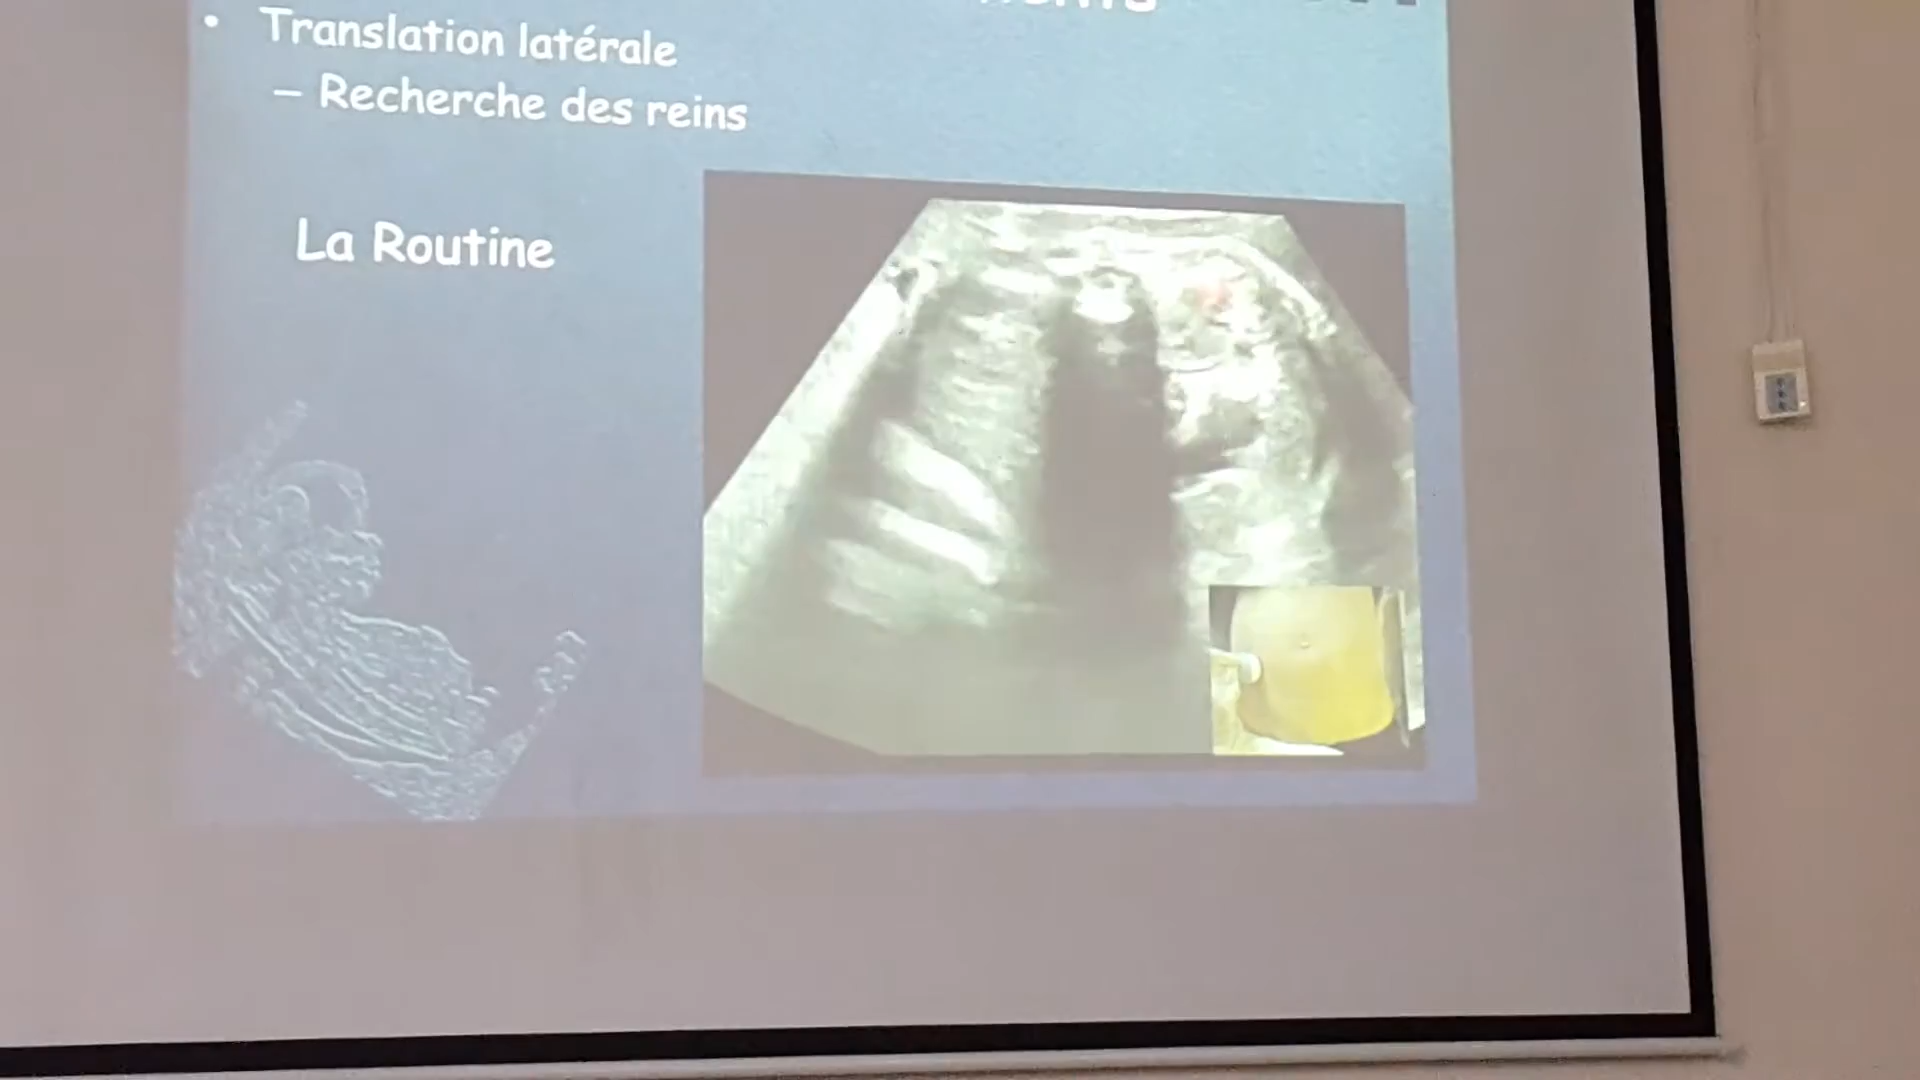 • Translation latérale
– Recherche des reins
La Routine